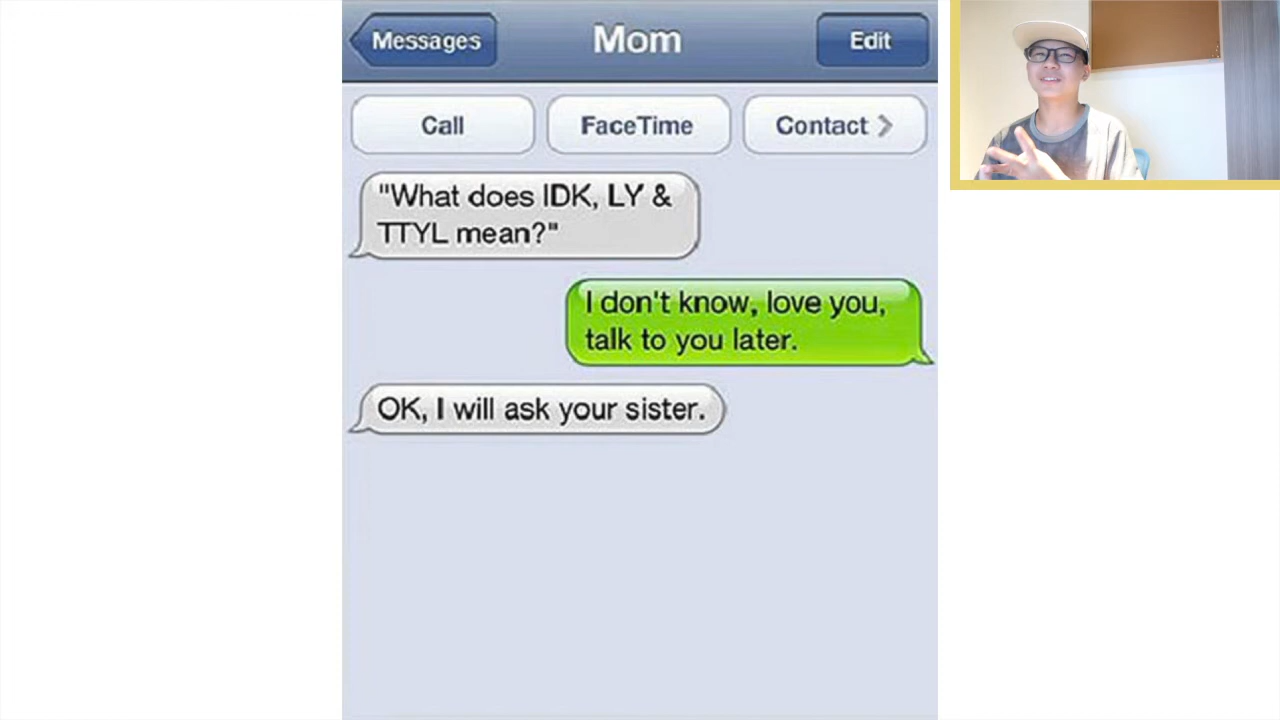 Messages
Mom
Edit
Call
FaceTime
Contact
"What does IDK, LY &
TTYL mean?"
I don't know, love you,
talk to you later.
OK, I will ask your sister.